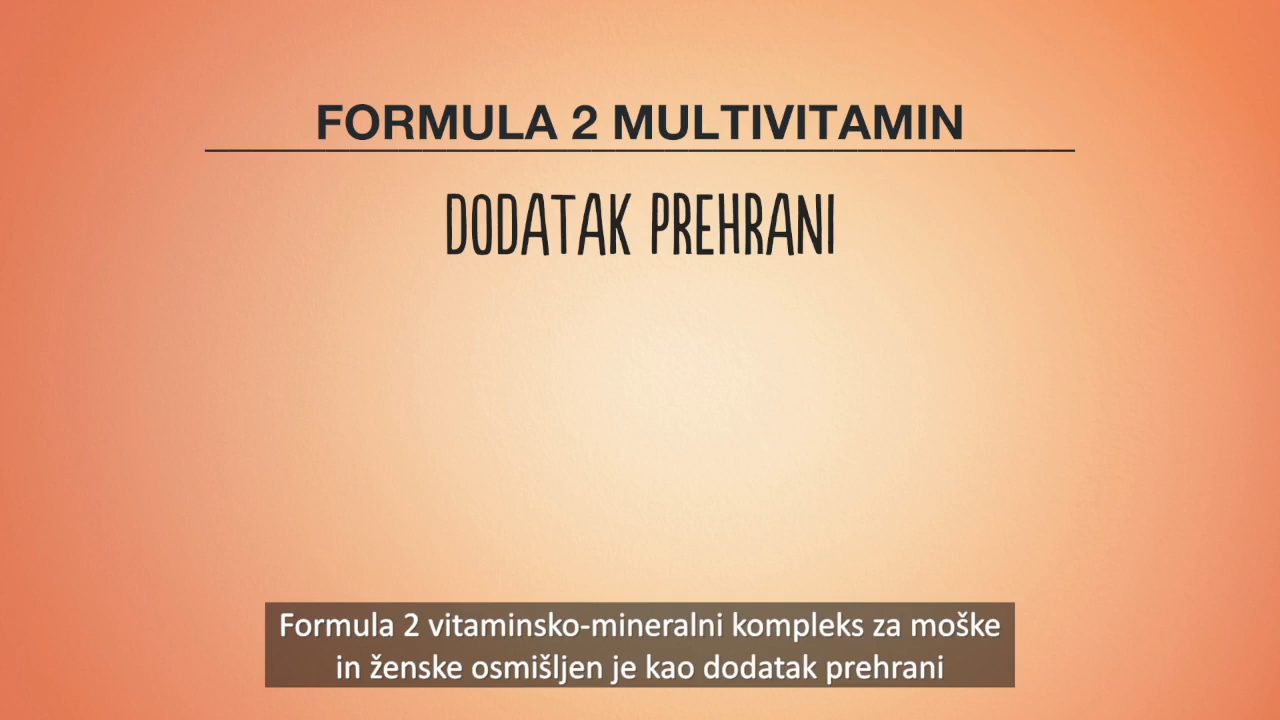 FORMULA 2 MULTIVITAMIN
DODATAK PREHRANI
Formula 2 vitaminsko-mineralni kompleks za moške
in ženske osmišljen je kao dodatak prehrani